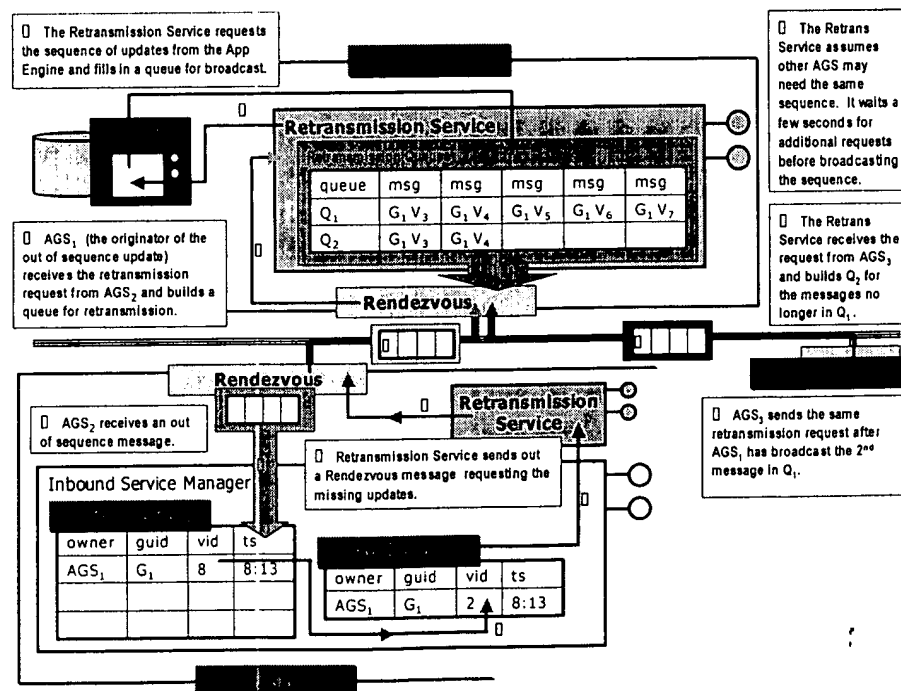 ▯ The Retransmission Service requests
the sequence of updates from the App
Engine and fills in a queue for broadcast.
▯ The Retrans
Service assumes
other AGS may
need the same
sequence. It waits a
few seconds for
additional requests
before broadcasting
the sequence.
▯
Retransmission Service
queue msg msg msg msg msg
Q₁ G₁ V₃ G₁ V₄ G₁ V₅ G₁ V₆ G₁ V₇
Q₂ G₁ V₃ G₁ V₄
▯ AGS₁ (the originator of the
out of sequence update)
receives the retransmission
request from AGS₂ and builds a
queue for retransmission.
▯
▯ The Retrans
Service receives the
request from AGS₃
and builds Q₂ for
the messages no
longer in Q₁.
Rendezvous
▯
▯
Rendezvous
▯
Retransmission
Service
▯ AGS₂ receives an out
of sequence message.
▯ Retransmission Service sends out
a Rendezvous message requesting the
missing updates.
▯ AGS₃ sends the same
retransmission request after
AGS₁ has broadcast the 2ⁿᵈ
message in Q₁.
▯
Inbound Service Manager
owner guid vid ts
AGS₁ G₁ 8 8:13
owner guid vid ts
AGS₁ G₁ 2 8:13
▯